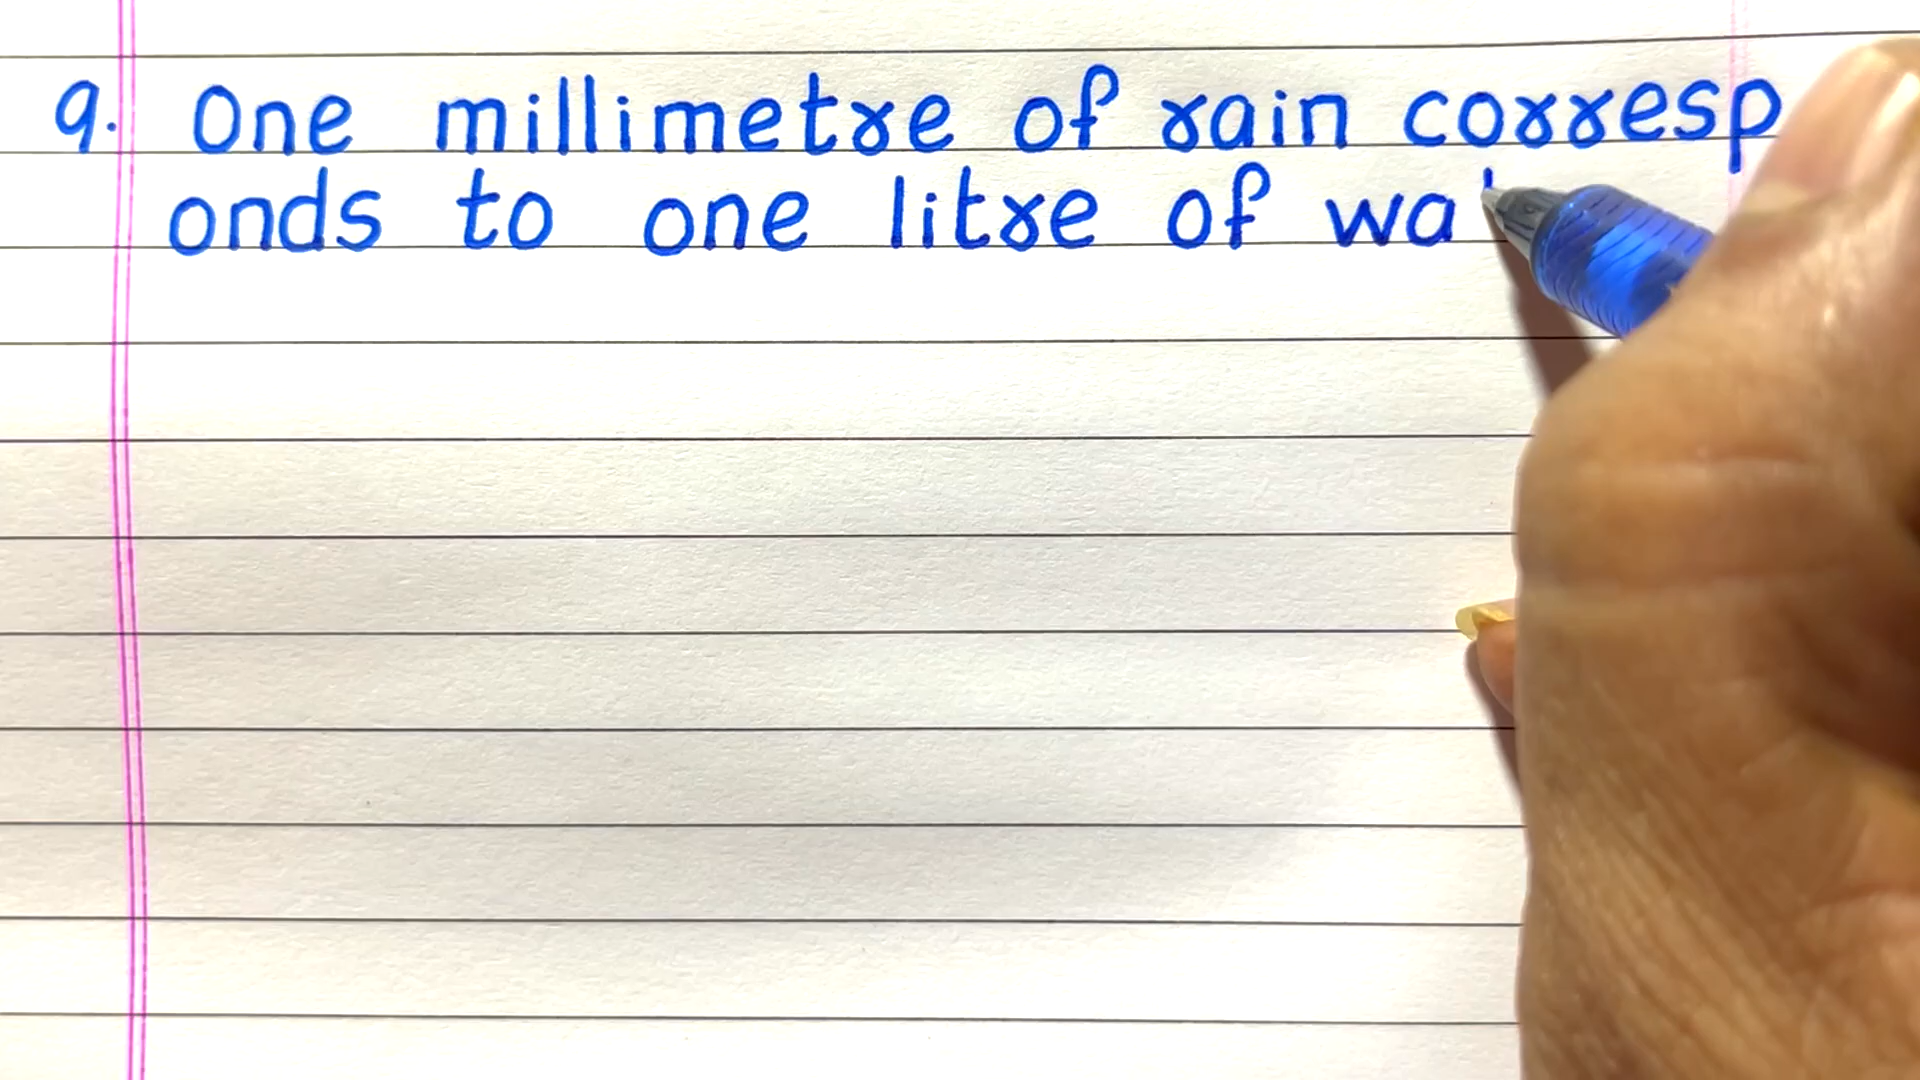 9. One millimetre of rain corresp
onds to one litre of wa